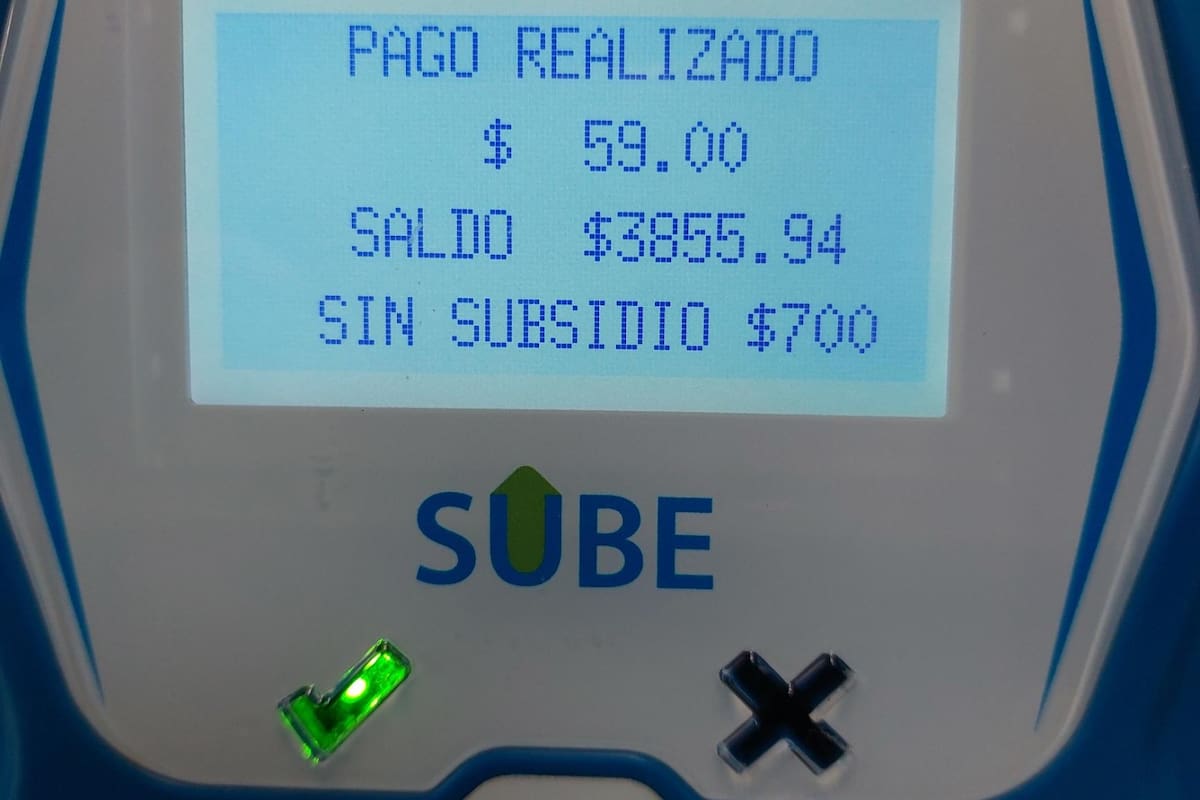 PAGO REALIZADO
$ 59.00
SALDO $3855.94
SIN SUBSIDIO $700
SUBE